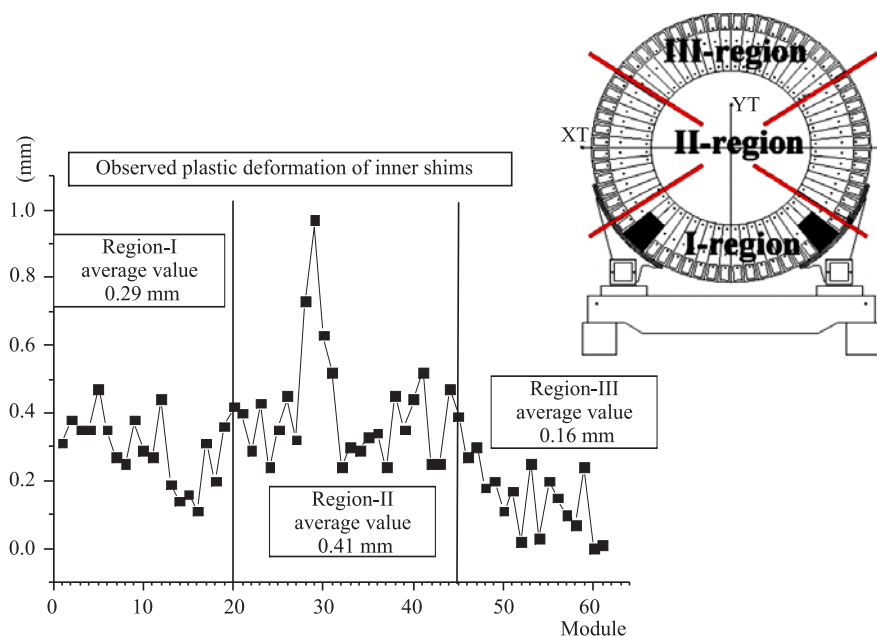 III-region
YT
XT
II-region
I-region
(mm)
Observed plastic deformation of inner shims
1.0
0.8
0.6
0.4
0.2
0.0
Region-I
average value
0.29 mm
Region-II
average value
0.41 mm
Region-III
average value
0.16 mm
0
10
20
30
40
50
60
Module